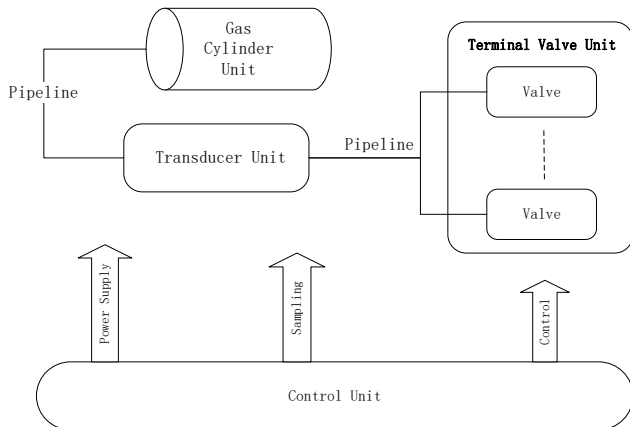 Gas
Cylinder
Unit
Terminal Valve Unit
Pipeline
Valve
Transducer Unit
Pipeline
Valve
Power Supply
Sampling
Control
Control Unit